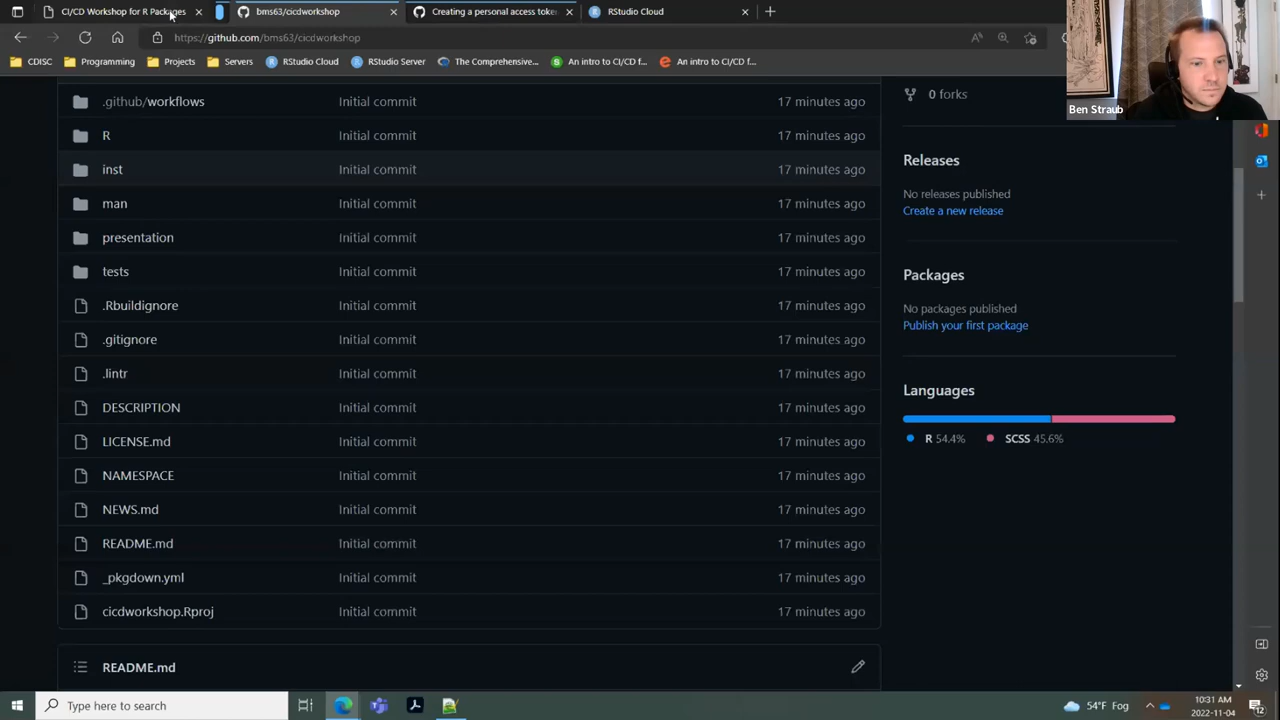 CI/CD Workshop for R Packages
bms63/cicdworkshop
Creating a personal access toke
RStudio Cloud
https://github.com/bms63/cicdworkshop
CDISC
Programming
Projects
Servers
RStudio Cloud
RStudio Server
The Comprehensive...
An intro to CI/CD f...
An intro to CI/CD f...
Ben Straub
.github/workflows Initial commit 17 minutes ago
R Initial commit 17 minutes ago
inst Initial commit 17 minutes ago
man Initial commit 17 minutes ago
presentation Initial commit 17 minutes ago
tests Initial commit 17 minutes ago
.Rbuildignore Initial commit 17 minutes ago
.gitignore Initial commit 17 minutes ago
.lintr Initial commit 17 minutes ago
DESCRIPTION Initial commit 17 minutes ago
LICENSE.md Initial commit 17 minutes ago
NAMESPACE Initial commit 17 minutes ago
NEWS.md Initial commit 17 minutes ago
README.md Initial commit 17 minutes ago
_pkgdown.yml Initial commit 17 minutes ago
cicdworkshop.Rproj Initial commit 17 minutes ago
README.md
0 forks
Releases
No releases published
Create a new release
Packages
No packages published
Publish your first package
Languages
R 54.4% SCSS 45.6%
Type here to search
54°F Fog
10:31 AM
2022-11-04
12